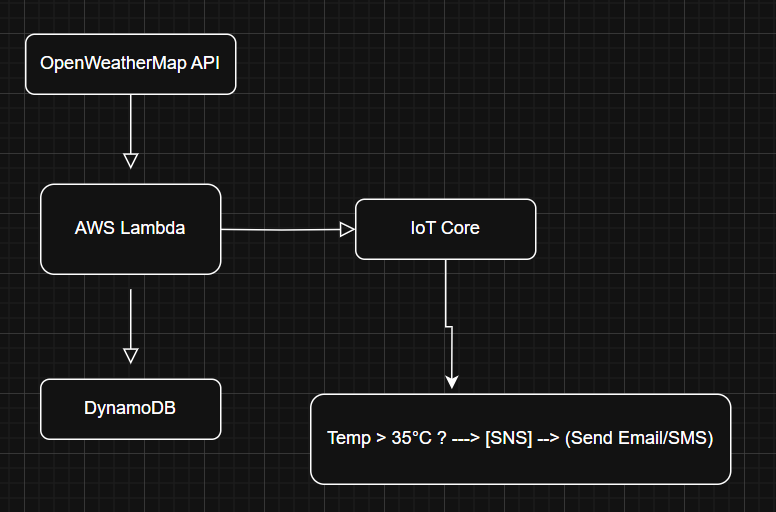 OpenWeatherMap API
AWS Lambda
IoT Core
DynamoDB
Temp > 35°C ? ---> [SNS] --> (Send Email/SMS)